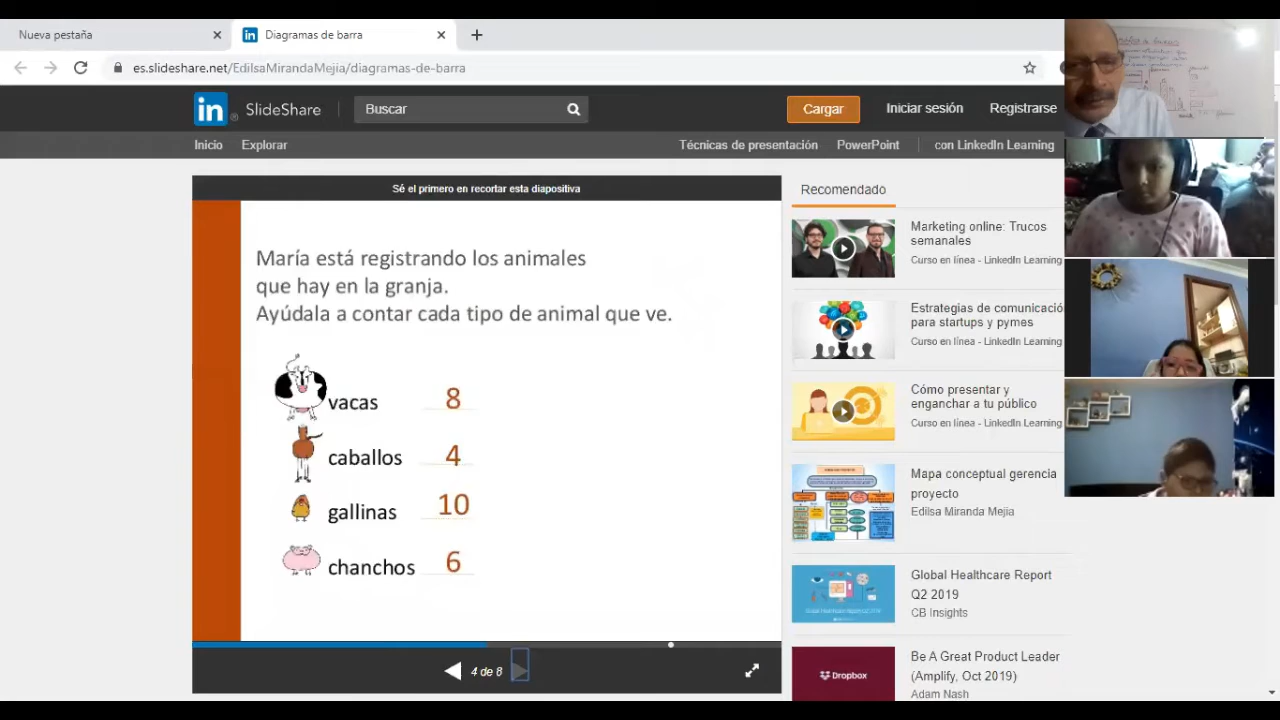 Nueva pestaña
Diagramas de barra
es.slideshare.net/EdilsaMirandaMejia/diagramas-de-barra
in SlideShare
Buscar
Cargar
Iniciar sesión
Registrarse
Inicio
Explorar
Técnicas de presentación
PowerPoint
con LinkedIn Learning
Sé el primero en recortar esta diapositiva
María está registrando los animales
que hay en la granja.
Ayúdala a contar cada tipo de animal que ve.
vacas 8
caballos 4
gallinas 10
chanchos 6
4 de 8
Recomendado
Marketing online: Trucos
semanales
Curso en línea - LinkedIn Learning
Estrategias de comunicació
para startups y pymes
Curso en línea - LinkedIn Learning
Cómo presentar y
enganchar a tu público
Curso en línea - LinkedIn Learning
Mapa conceptual gerencia
proyecto
Edilsa Miranda Mejia
Global Healthcare Report
Q2 2019
CB Insights
Dropbox
Be A Great Product Leader
(Amplify, Oct 2019)
Adam Nash